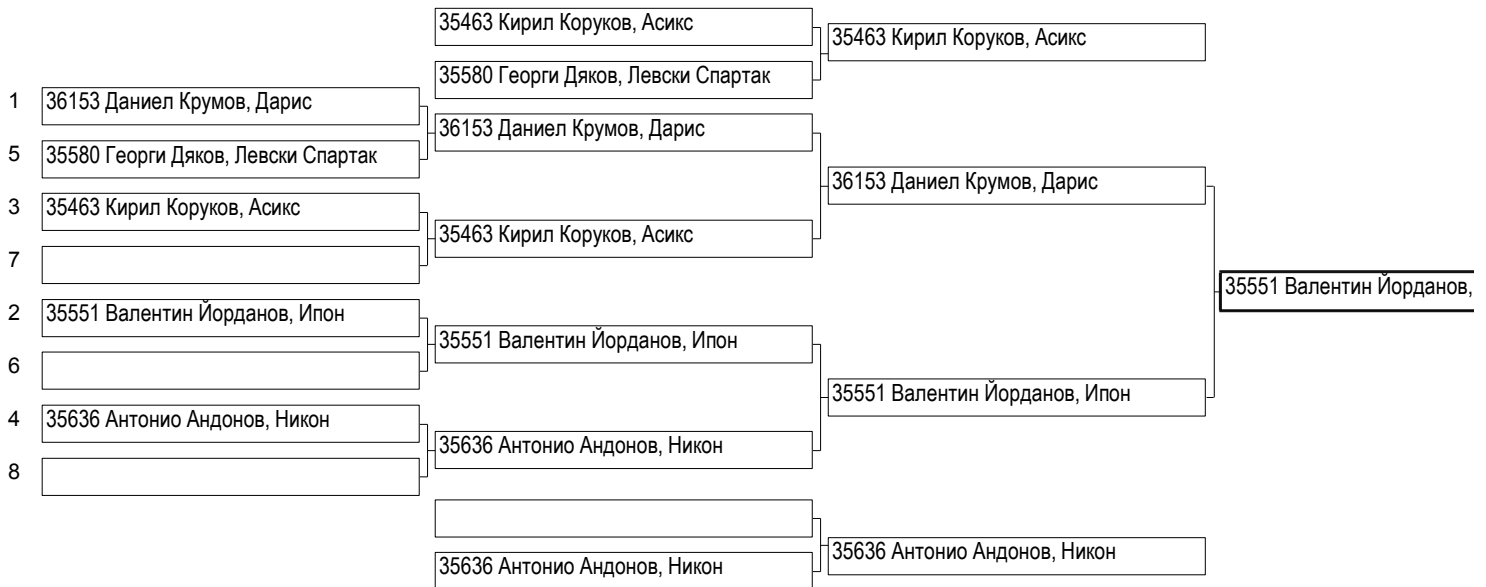 35463 Кирил Коруков, Асикс
35463 Кирил Коруков, Асикс
35580 Георги Дяков, Левски Спартак
1 36153 Даниел Крумов, Дарис
36153 Даниел Крумов, Дарис
5 35580 Георги Дяков, Левски Спартак
36153 Даниел Крумов, Дарис
3 35463 Кирил Коруков, Асикс
35463 Кирил Коруков, Асикс
7
35551 Валентин Йорданов,
2 35551 Валентин Йорданов, Ипон
35551 Валентин Йорданов, Ипон
6
35551 Валентин Йорданов, Ипон
4 35636 Антонио Андонов, Никон
35636 Антонио Андонов, Никон
8
35636 Антонио Андонов, Никон
35636 Антонио Андонов, Никон